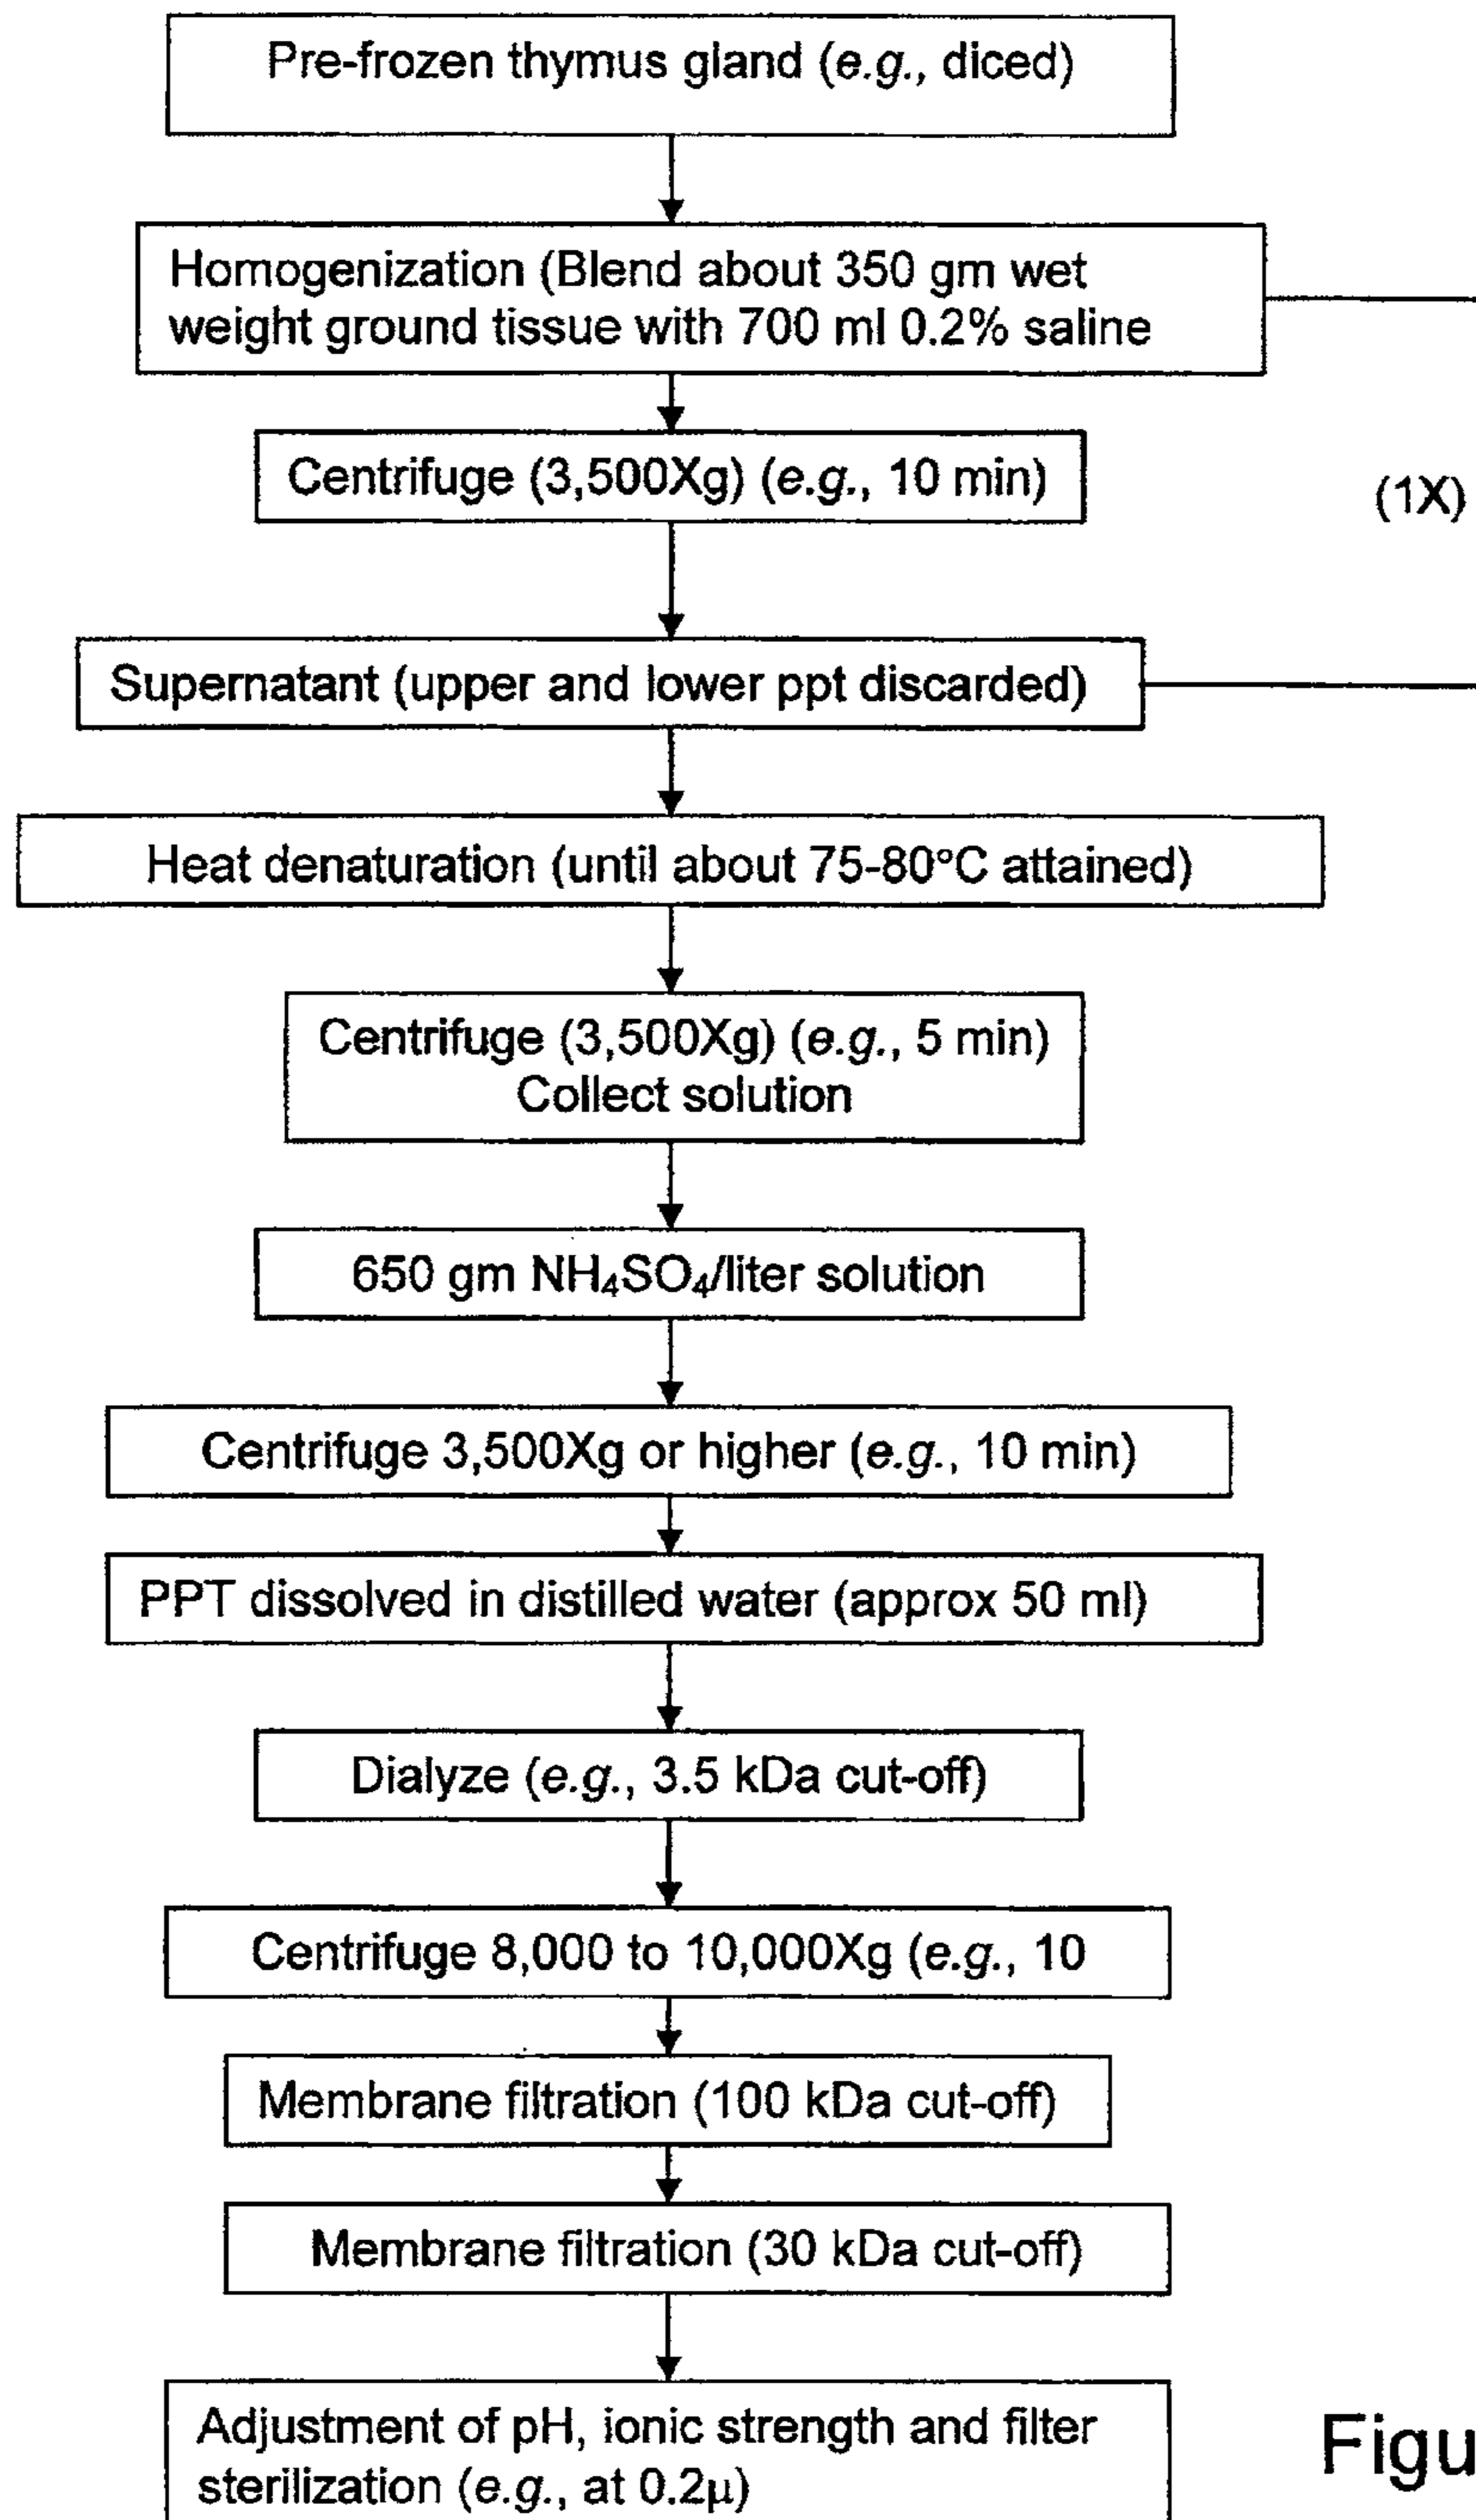 Pre-frozen thymus gland (e.g., diced)
Homogenization (Blend about 350 gm wet
weight ground tissue with 700 ml 0.2% saline
Centrifuge (3,500Xg) (e.g., 10 min)
(1X)
Supernatant (upper and lower ppt discarded)
Heat denaturation (until about 75-80°C attained)
Centrifuge (3,500Xg) (e.g., 5 min)
Collect solution
650 gm NH₄SO₄/liter solution
Centrifuge 3,500Xg or higher (e.g., 10 min)
PPT dissolved in distilled water (approx 50 ml)
Dialyze (e.g., 3.5 kDa cut-off)
Centrifuge 8,000 to 10,000Xg (e.g., 10
Membrane filtration (100 kDa cut-off)
Membrane filtration (30 kDa cut-off)
Adjustment of pH, ionic strength and filter
sterilization (e.g., at 0.2μ)
Figu